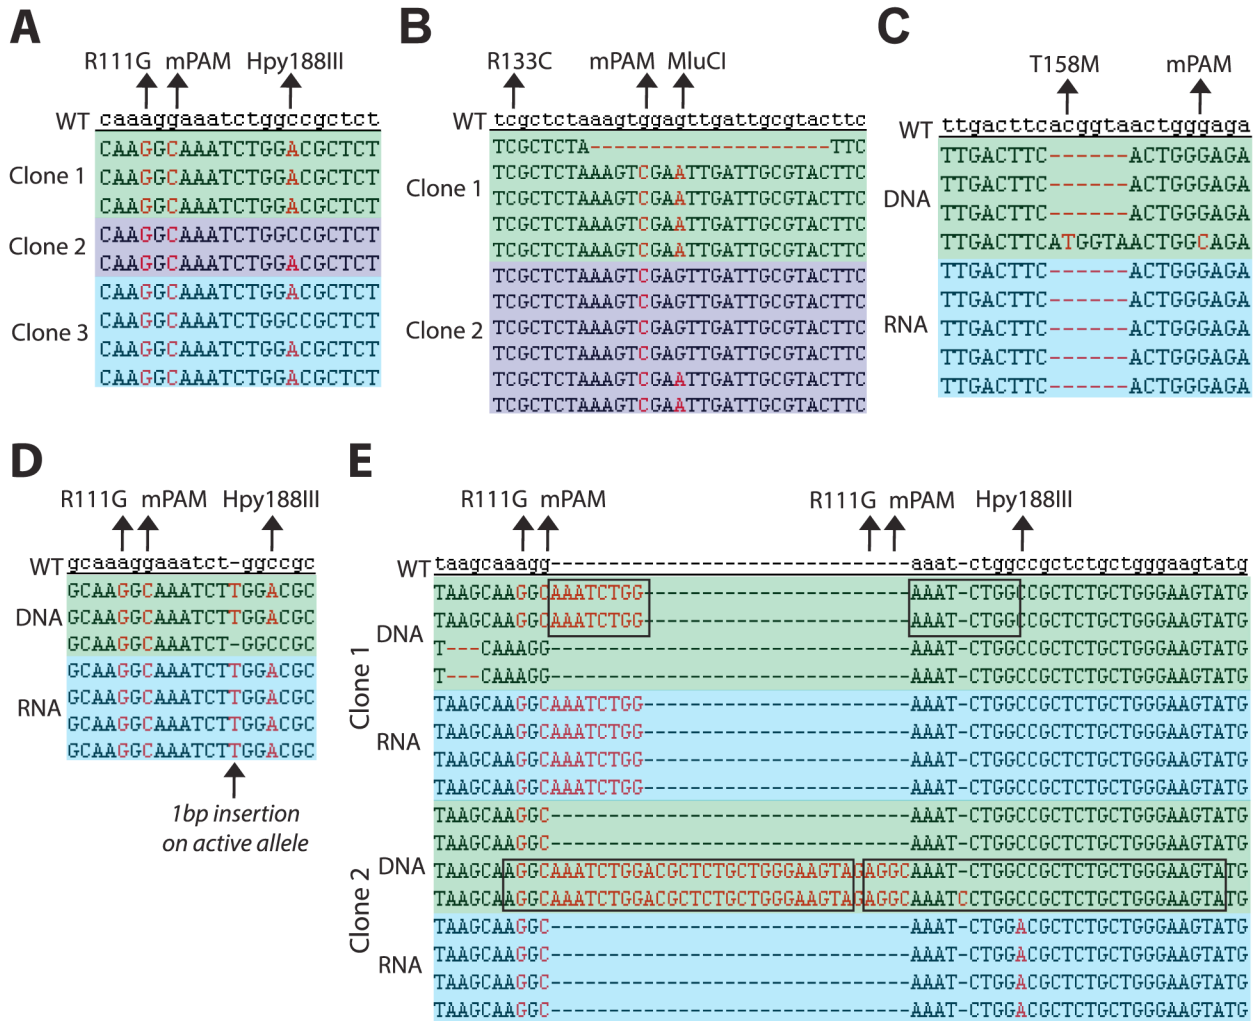 A
R111G mPAM Hpy188III
WT caaaggaaatctggccgctct
Clone 1
CAAGGCAAATCTGGACGCTCT
CAAGGCAAATCTGGACGCTCT
CAAGGCAAATCTGGACGCTCT
Clone 2
CAAGGCAAATCTGGCCGCTCT
CAAGGCAAATCTGGACGCTCT
Clone 3
CAAGGCAAATCTGGACGCTCT
CAAGGCAAATCTGGCCGCTCT
CAAGGCAAATCTGGACGCTCT
CAAGGCAAATCTGGACGCTCT
B
R133C mPAM MluCI
WT tcgctctaaagtggagttgattgcgtacttc
Clone 1
TCGCTCTA--------------------TTC
TCGCTCTAAAGTCGAATTGATTGCGTACTTC
TCGCTCTAAAGTCGAATTGATTGCGTACTTC
TCGCTCTAAAGTCGAATTGATTGCGTACTTC
TCGCTCTAAAGTCGAATTGATTGCGTACTTC
Clone 2
TCGCTCTAAAGTCGAGTTGATTGCGTACTTC
TCGCTCTAAAGTCGAGTTGATTGCGTACTTC
TCGCTCTAAAGTCGAGTTGATTGCGTACTTC
TCGCTCTAAAGTCGAGTTGATTGCGTACTTC
TCGCTCTAAAGTCGAATTGATTGCGTACTTC
TCGCTCTAAAGTCGAATTGATTGCGTACTTC
C
T158M mPAM
WT ttgacttcacggtaactgggaga
DNA
TTGACTTC------ACTGGGAGA
TTGACTTC------ACTGGGAGA
TTGACTTC------ACTGGGAGA
TTGACTTCATGGTAACTGGCAGA
RNA
TTGACTTC------ACTGGGAGA
TTGACTTC------ACTGGGAGA
TTGACTTC------ACTGGGAGA
TTGACTTC------ACTGGGAGA
TTGACTTC------ACTGGGAGA
D
R111G mPAM Hpy188III
WT gcaaaggaaatct-ggccgc
DNA
GCAAGGCAAATCTTGGACGC
GCAAGGCAAATCTTGGACGC
GCAAGGCAAATCT-GGCCGC
RNA
GCAAGGCAAATCTTGGACGC
GCAAGGCAAATCTTGGACGC
GCAAGGCAAATCTTGGACGC
GCAAGGCAAATCTTGGACGC
1bp insertion
on active allele
E
R111G mPAM R111G mPAM Hpy188III
WT taagcaaagg-------------------------------aaat-ctggccgctctgctgggaagtatg
Clone 1
DNA
TAAGCAAGGCAAATCTGG-----------------------AAAT-CTGGCCGCTCTGCTGGGAAGTATG
TAAGCAAGGCAAATCTGG-----------------------AAAT-CTGGCCGCTCTGCTGGGAAGTATG
T---CAAAGG-------------------------------AAAT-CTGGCCGCTCTGCTGGGAAGTATG
T---CAAAGG-------------------------------AAAT-CTGGCCGCTCTGCTGGGAAGTATG
RNA
TAAGCAAGGCAAATCTGG-----------------------AAAT-CTGGCCGCTCTGCTGGGAAGTATG
TAAGCAAGGCAAATCTGG-----------------------AAAT-CTGGCCGCTCTGCTGGGAAGTATG
TAAGCAAGGCAAATCTGG-----------------------AAAT-CTGGCCGCTCTGCTGGGAAGTATG
TAAGCAAGGCAAATCTGG-----------------------AAAT-CTGGCCGCTCTGCTGGGAAGTATG
Clone 2
DNA
TAAGCAAGGC-------------------------------AAAT-CTGGCCGCTCTGCTGGGAAGTATG
TAAGCAAGGC-------------------------------AAAT-CTGGCCGCTCTGCTGGGAAGTATG
TAAGCAAGGCAAATCTGGACGCTCTGCTGGGAAGTAGAGGCAAAT-CTGGCCGCTCTGCTGGGAAGTATG
TAAGCAAGGCAAATCTGGACGCTCTGCTGGGAAGTAGAGGCAAATCCTGGCCGCTCTGCTGGGAAGTATG
RNA
TAAGCAAGGC-------------------------------AAAT-CTGGACGCTCTGCTGGGAAGTATG
TAAGCAAGGC-------------------------------AAAT-CTGGACGCTCTGCTGGGAAGTATG
TAAGCAAGGC-------------------------------AAAT-CTGGACGCTCTGCTGGGAAGTATG
TAAGCAAGGC-------------------------------AAAT-CTGGACGCTCTGCTGGGAAGTATG